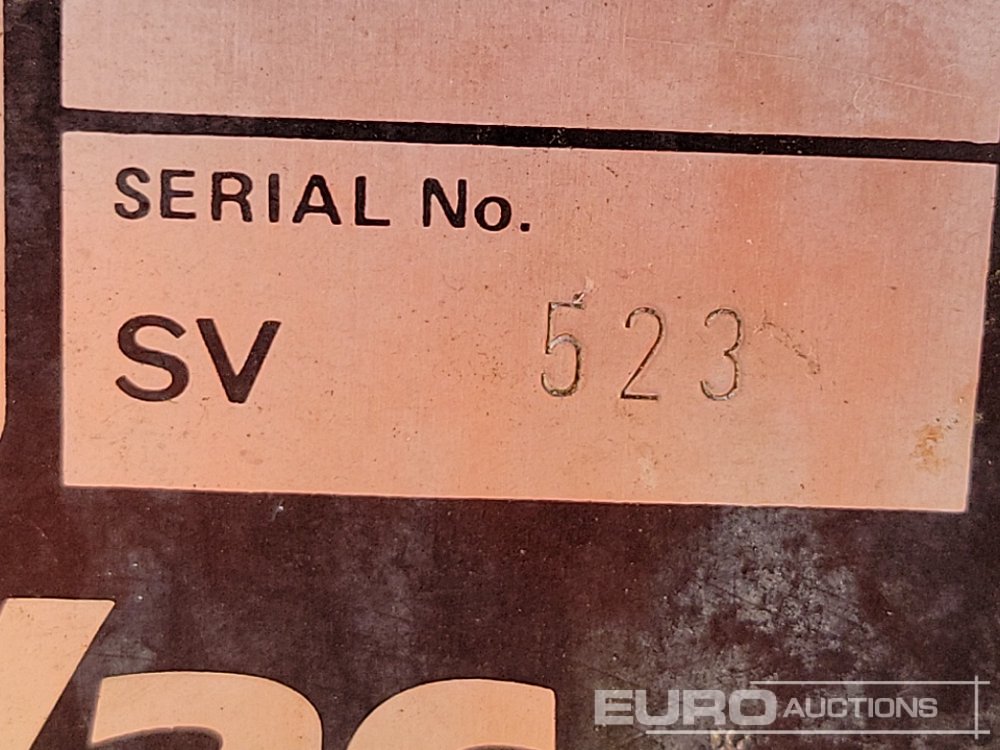 SERIAL No.
SV 523
EURO AUCTIONS